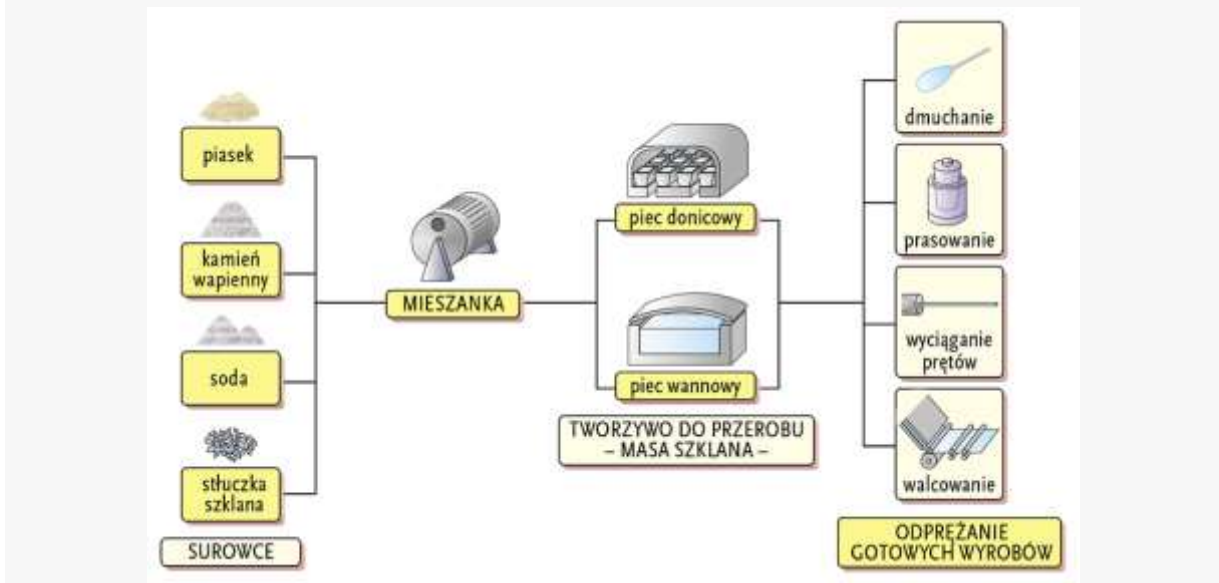 piasek
kamień
wapienny
soda
stłuczka
szklana
SUROWCE
MIESZANKA
piec donicowy
piec wannowy
TWORZYWO DO PRZEROBU
– MASA SZKLANA –
dmuchanie
prasowanie
wyciąganie
prętów
walcowanie
ODPRĘŻANIE
GOTOWYCH WYROBÓW